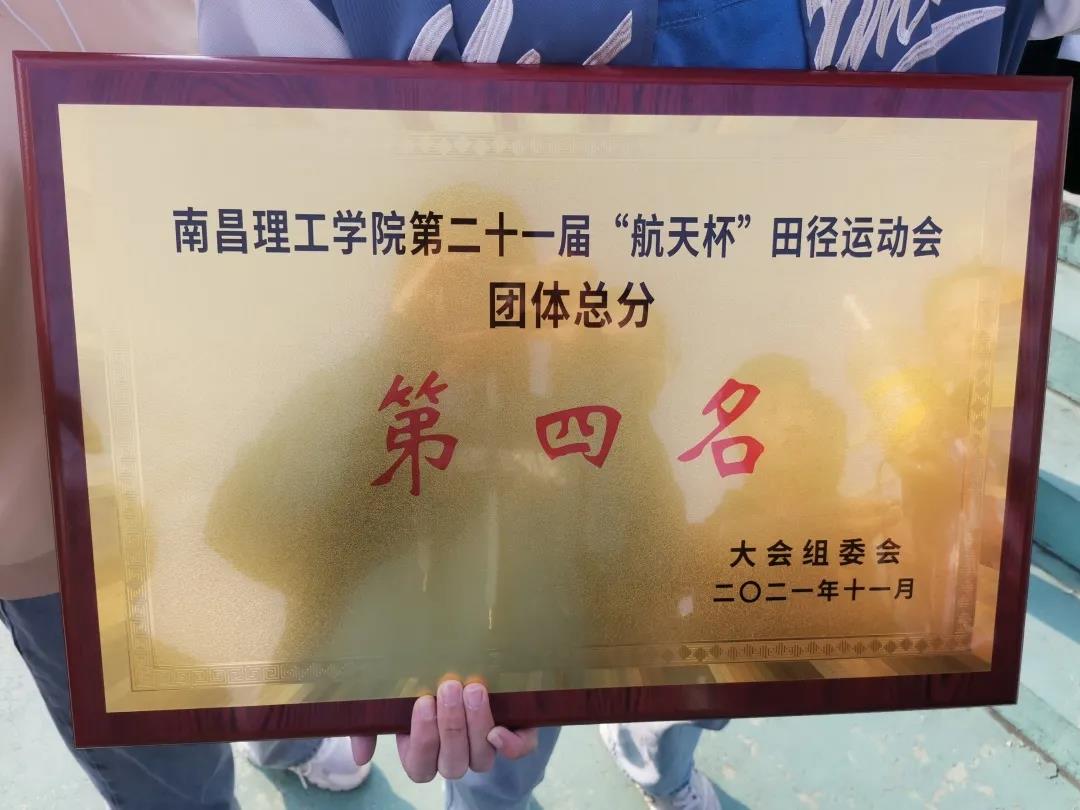 南昌理工学院第二十一届“航天杯”田径运动会
团体总分
第四名
大会组委会
二〇二一年十一月